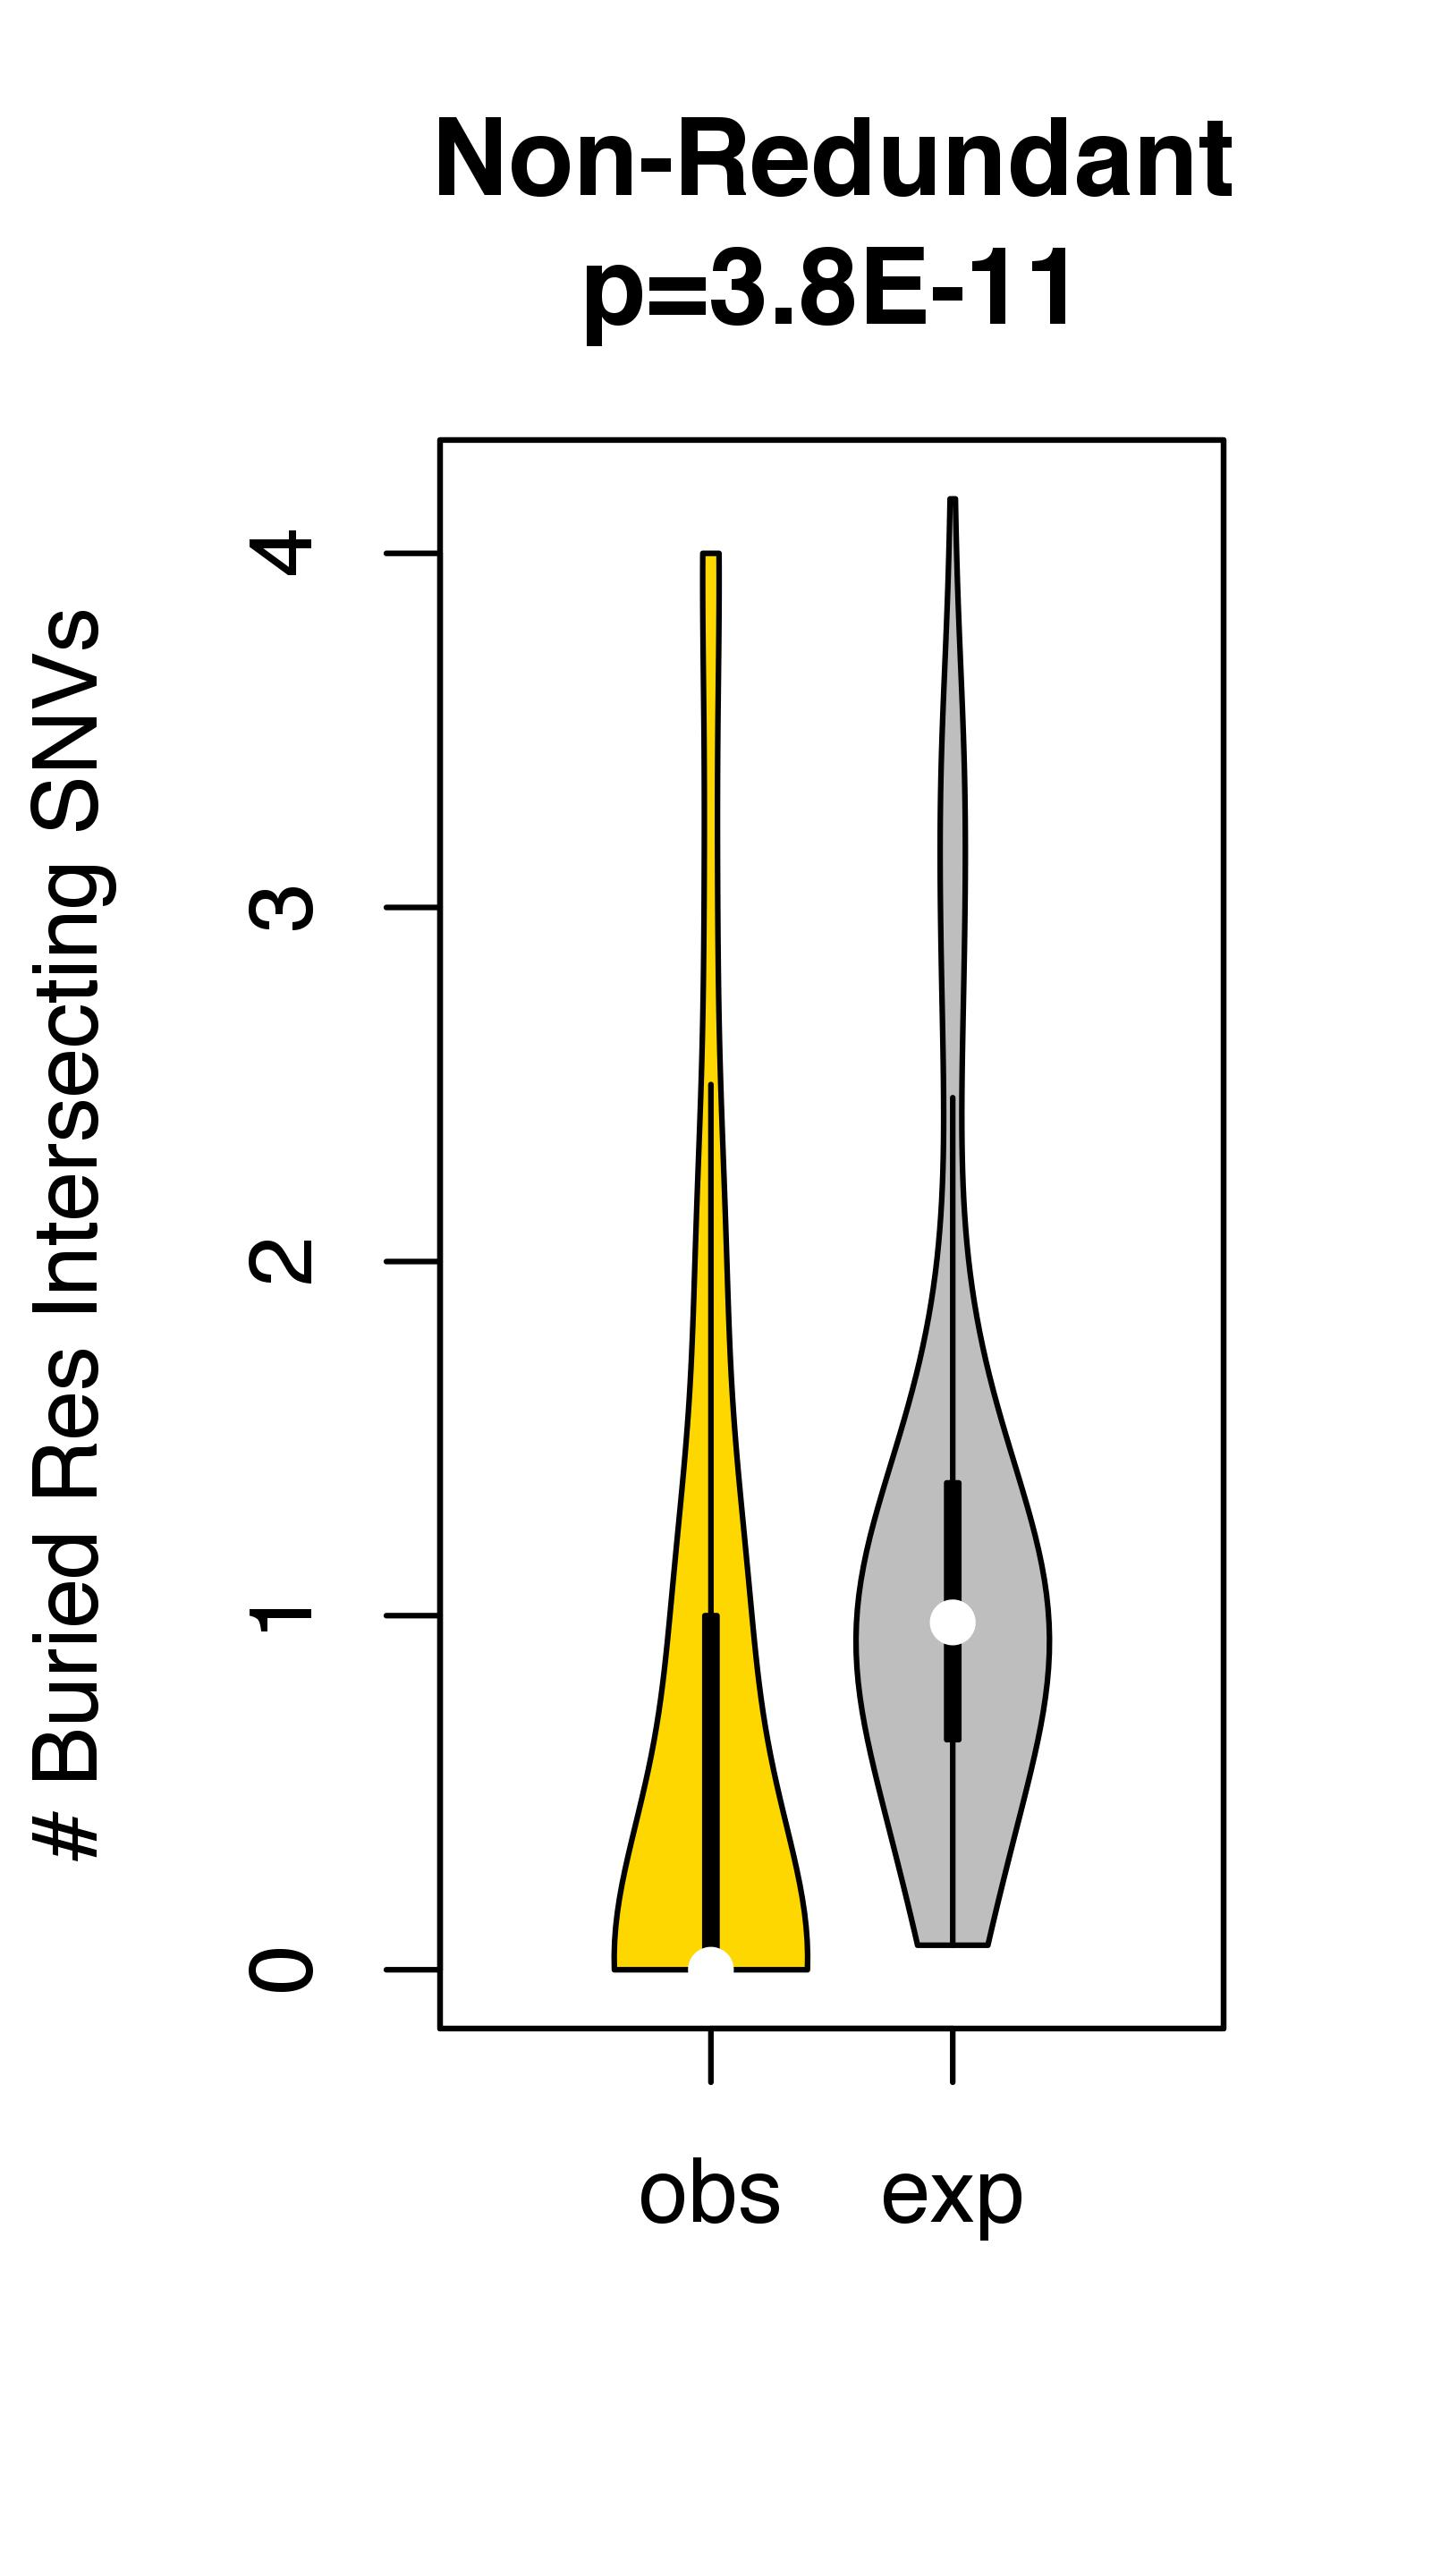 Non-Redundant
p=3.8E-11
# Buried Res Intersecting SNVs
4
3
2
1
0
obs exp